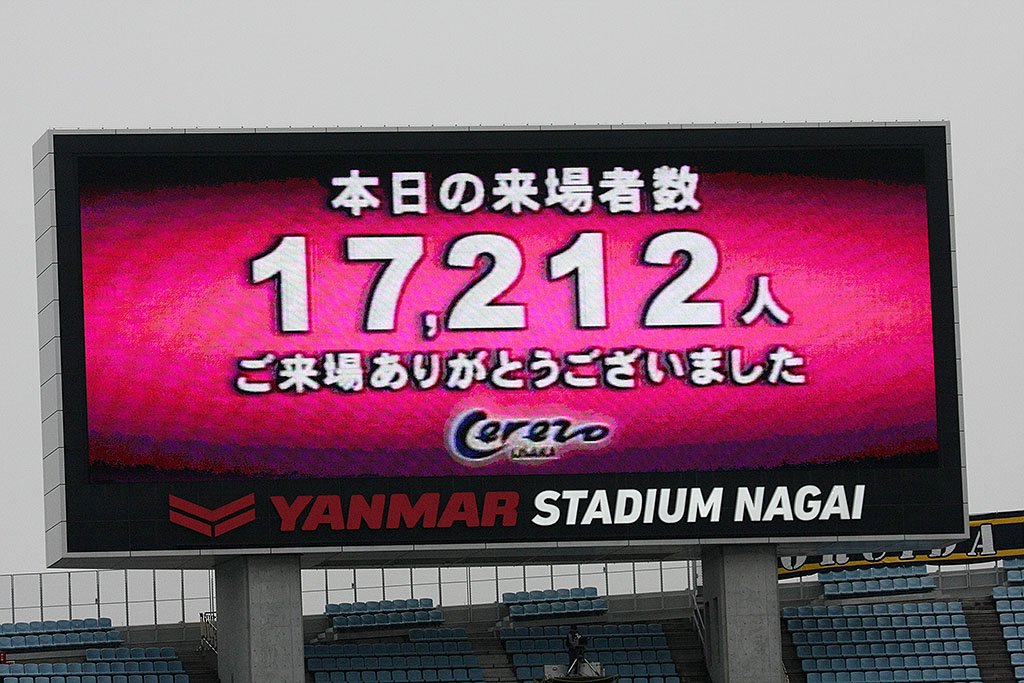 本日の来場者数
17,212人
ご来場ありがとうございました
Cerezo
OSAKA
YANMAR STADIUM NAGAI